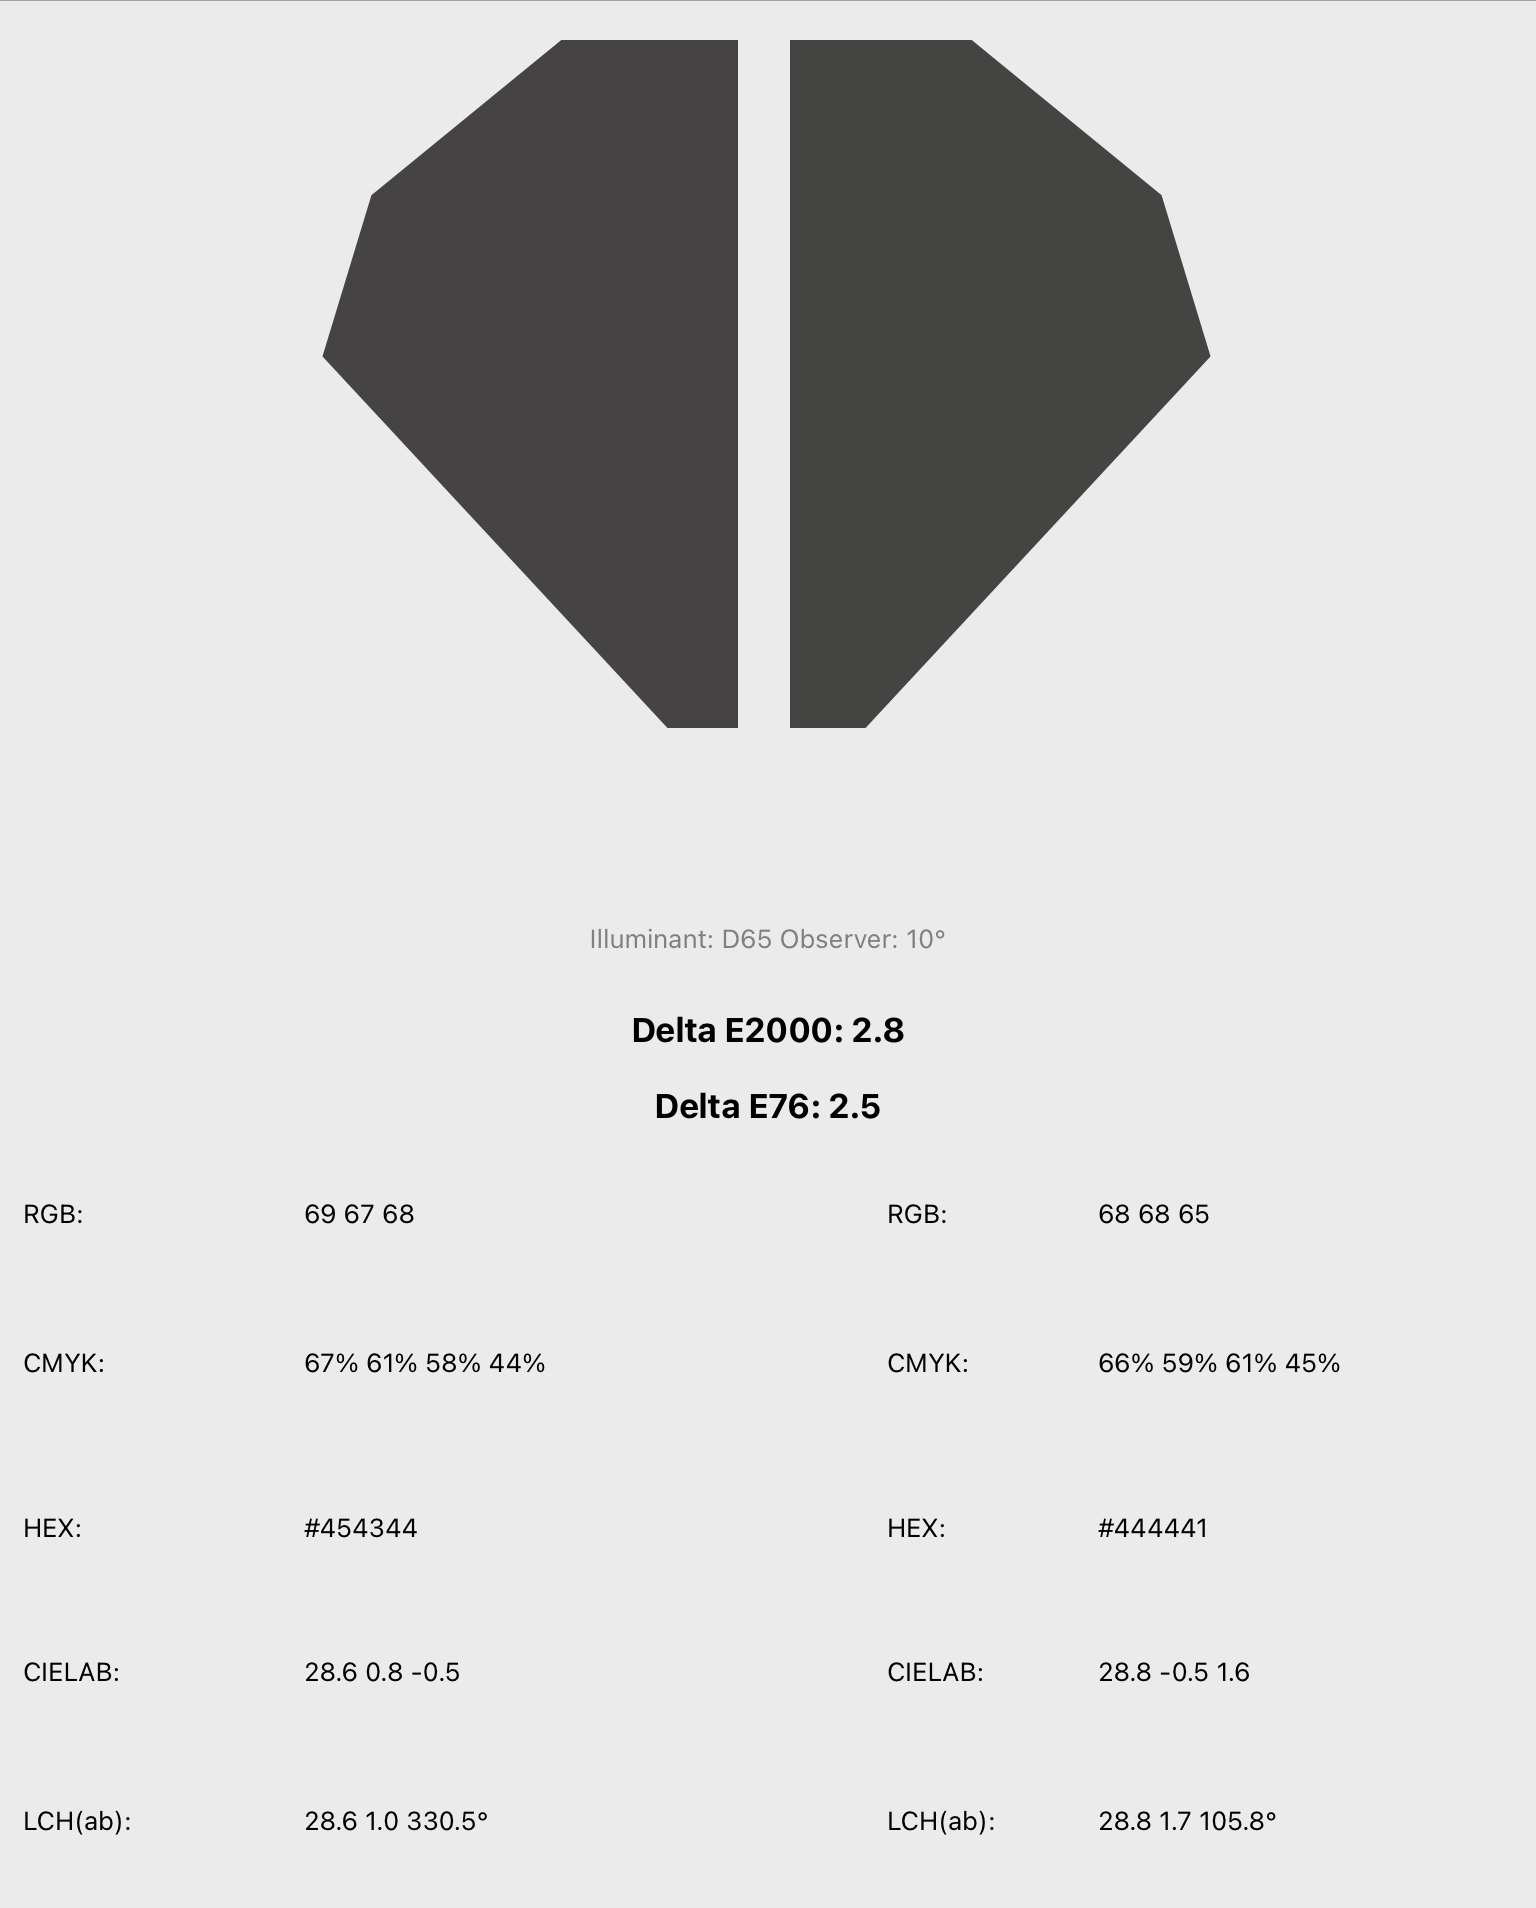 Illuminant: D65 Observer: 10°
Delta E2000: 2.8
Delta E76: 2.5
RGB: 69 67 68 RGB: 68 68 65
CMYK: 67% 61% 58% 44% CMYK: 66% 59% 61% 45%
HEX: #454344 HEX: #444441
CIELAB: 28.6 0.8 -0.5 CIELAB: 28.8 -0.5 1.6
LCH(ab): 28.6 1.0 330.5° LCH(ab): 28.8 1.7 105.8°